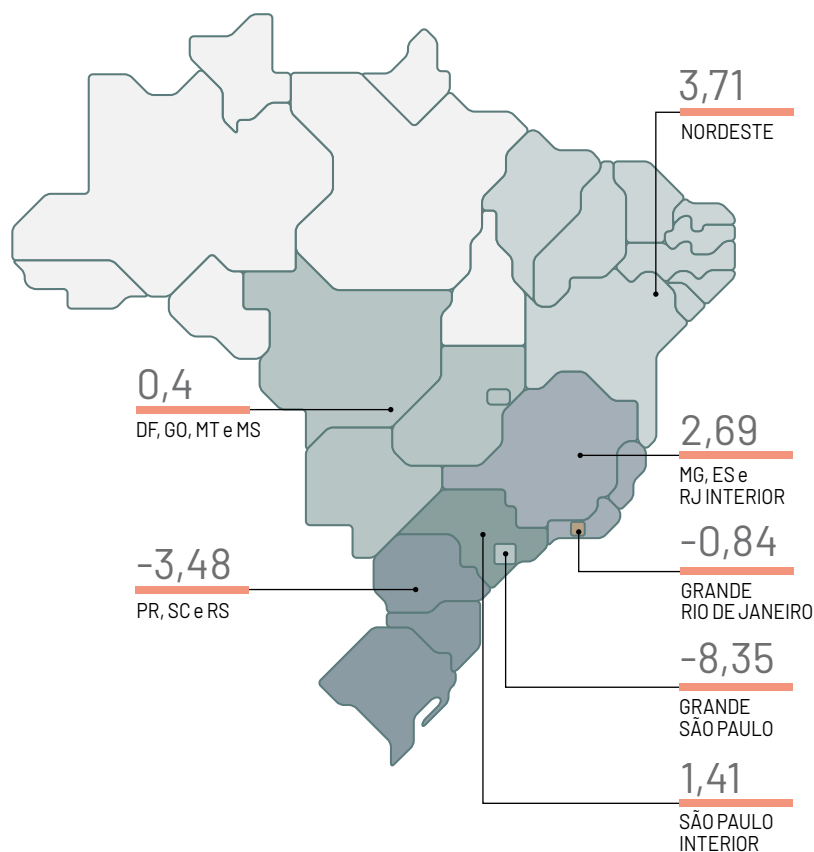 3,71
NORDESTE
0,4
DF, GO, MT e MS
2,69
MG, ES e
RJ INTERIOR
-3,48
PR, SC e RS
-0,84
GRANDE
RIO DE JANEIRO
-8,35
GRANDE
SÃO PAULO
1,41
SÃO PAULO
INTERIOR